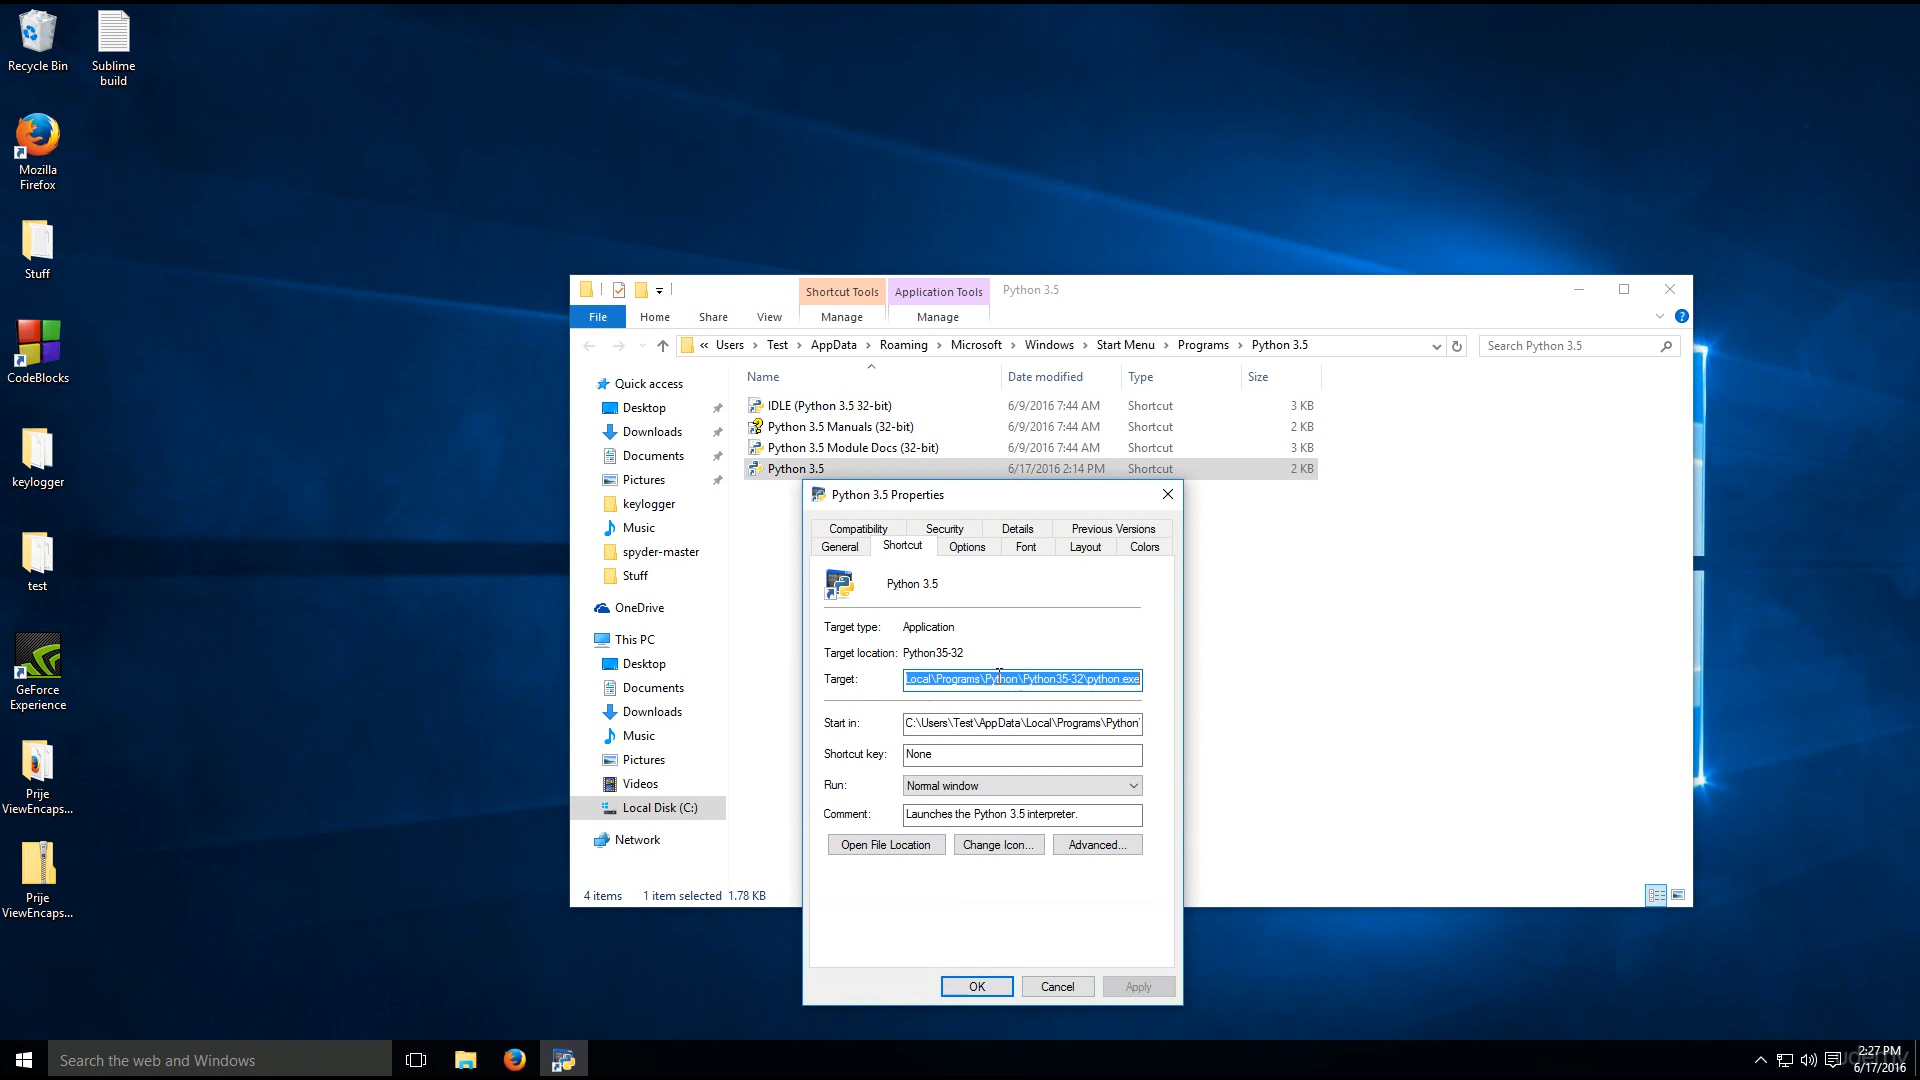 Recycle Bin
Sublime
build
Mozilla
Firefox
Stuff
CodeBlocks
keylogger
test
GeForce
Experience
Prije
ViewEncaps...
Prije
ViewEncaps...
Shortcut Tools
Application Tools
Python 3.5
File
Home
Share
View
Manage
Manage
« Users > Test > AppData > Roaming > Microsoft > Windows > Start Menu > Programs > Python 3.5
Search Python 3.5
Name
Date modified
Type
Size
IDLE (Python 3.5 32-bit) 6/9/2016 7:44 AM Shortcut 3 KB
Python 3.5 Manuals (32-bit) 6/9/2016 7:44 AM Shortcut 2 KB
Python 3.5 Module Docs (32-bit) 6/9/2016 7:44 AM Shortcut 3 KB
Python 3.5 6/17/2016 2:14 PM Shortcut 2 KB
Quick access
Desktop
Downloads
Documents
Pictures
keylogger
Music
spyder-master
Stuff
OneDrive
This PC
Desktop
Documents
Downloads
Music
Pictures
Videos
Local Disk (C:)
Network
4 items
1 item selected 1.78 KB
Python 3.5 Properties
Compatibility
Security
Details
Previous Versions
General
Shortcut
Options
Font
Layout
Colors
Python 3.5
Target type: Application
Target location: Python35-32
Target: Local\Programs\Python\Python35-32\python.exe
Start in: C:\Users\Test\AppData\Local\Programs\Python'
Shortcut key: None
Run: Normal window
Comment: Launches the Python 3.5 interpreter.
Open File Location
Change Icon...
Advanced...
OK
Cancel
Apply
Search the web and Windows
2:27 PM
6/17/2016